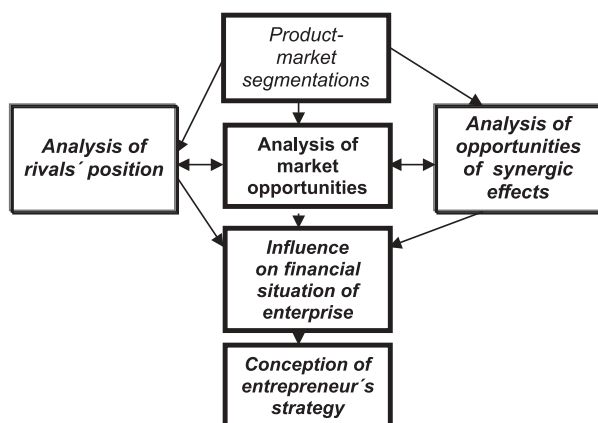 Product-
market
segmentations
Analysis of
rivals´ position
Analysis of
market
opportunities
Analysis of
opportunities
of synergic
effects
Influence
on financial
situation of
enterprise
Conception of
entrepreneur´s
strategy